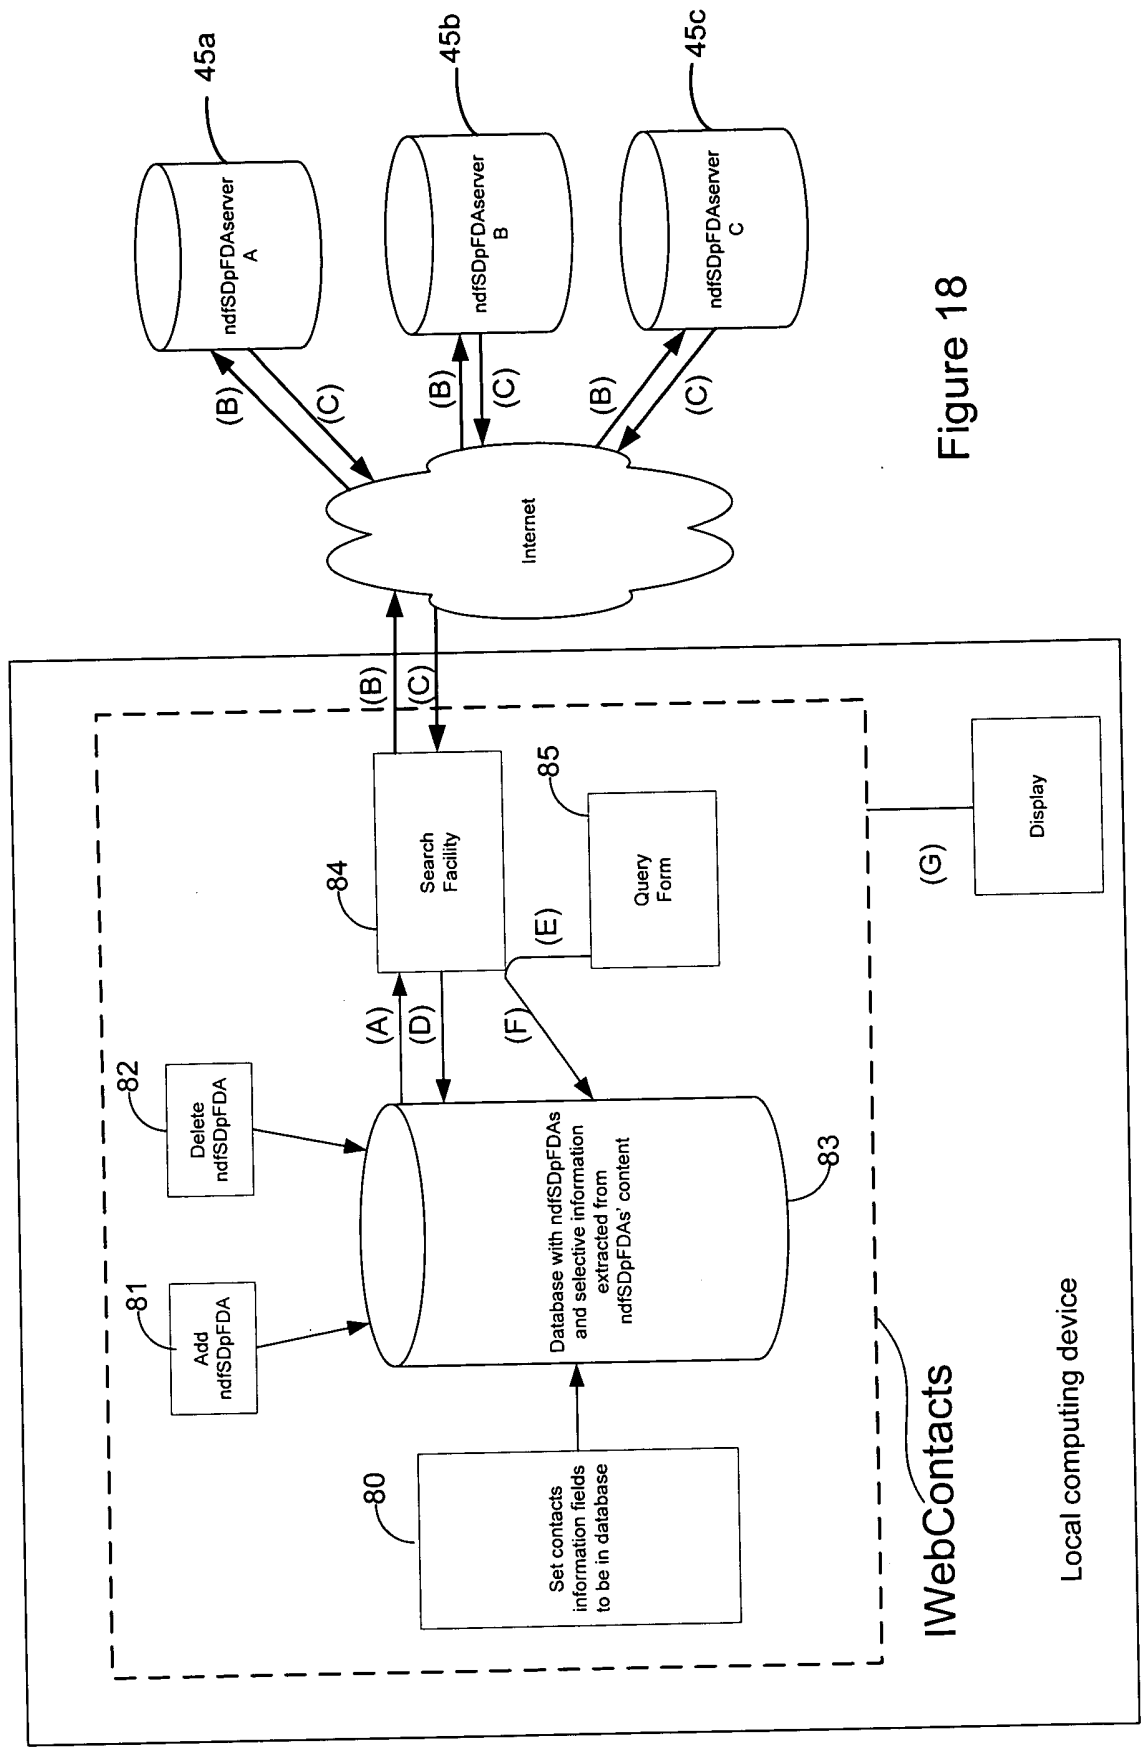 80
Set contacts
information fields
to be in database
81
Add
ndfSDpFDA
82
Delete
ndfSDpFDA
Database with ndfSDpFDAs
and selective information
extracted from
ndfSDpFDAs' content
83
(A)
(D)
(F)
(E)
84
Search
Facility
85
Query
Form
(B)
(C)
Internet
(B)
(C)
(B)
(C)
(B)
(C)
ndfSDpFDAserver
A
45a
ndfSDpFDAserver
B
45b
ndfSDpFDAserver
C
45c
IWebContacts
(G)
Display
Local computing device
Figure 18